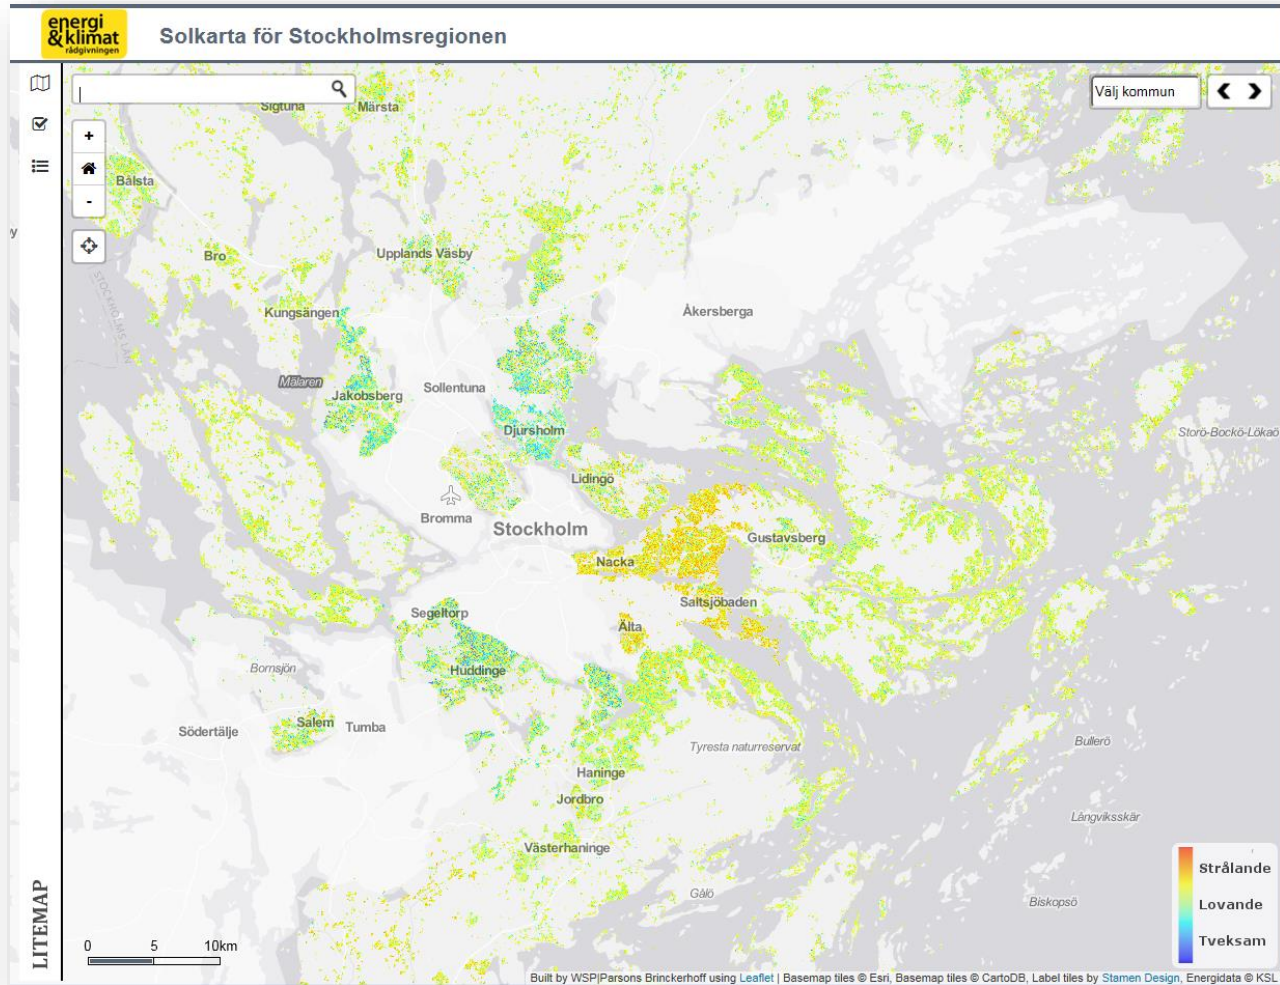 energi
&klimat
rådgivningen
Solkarta för Stockholmsregionen
Välj kommun
Sigtuna
Märsta
+
Bålsta
-
Bro
Upplands Väsby
STOCKHOLMS LÄN
Kungsängen
Åkersberga
Mälaren
Jakobsberg
Sollentuna
Djursholm
Storö-Bockö-Lökaö
Lidingö
Bromma
Stockholm
Gustavsberg
Nacka
Saltsjöbaden
Segeltorp
Älta
Bornsjön
Huddinge
Salem
Tumba
Södertälje
Tyresta naturreservat
Bullerö
Haninge
Jordbro
Långviksskär
Västerhaninge
Gålö
Biskopsö
Strålande
Lovande
Tveksam
LITEMAP
0 5 10km
Built by WSP|Parsons Brinckerhoff using Leaflet | Basemap tiles © Esri, Basemap tiles © CartoDB, Label tiles by Stamen Design, Energidata © KSL